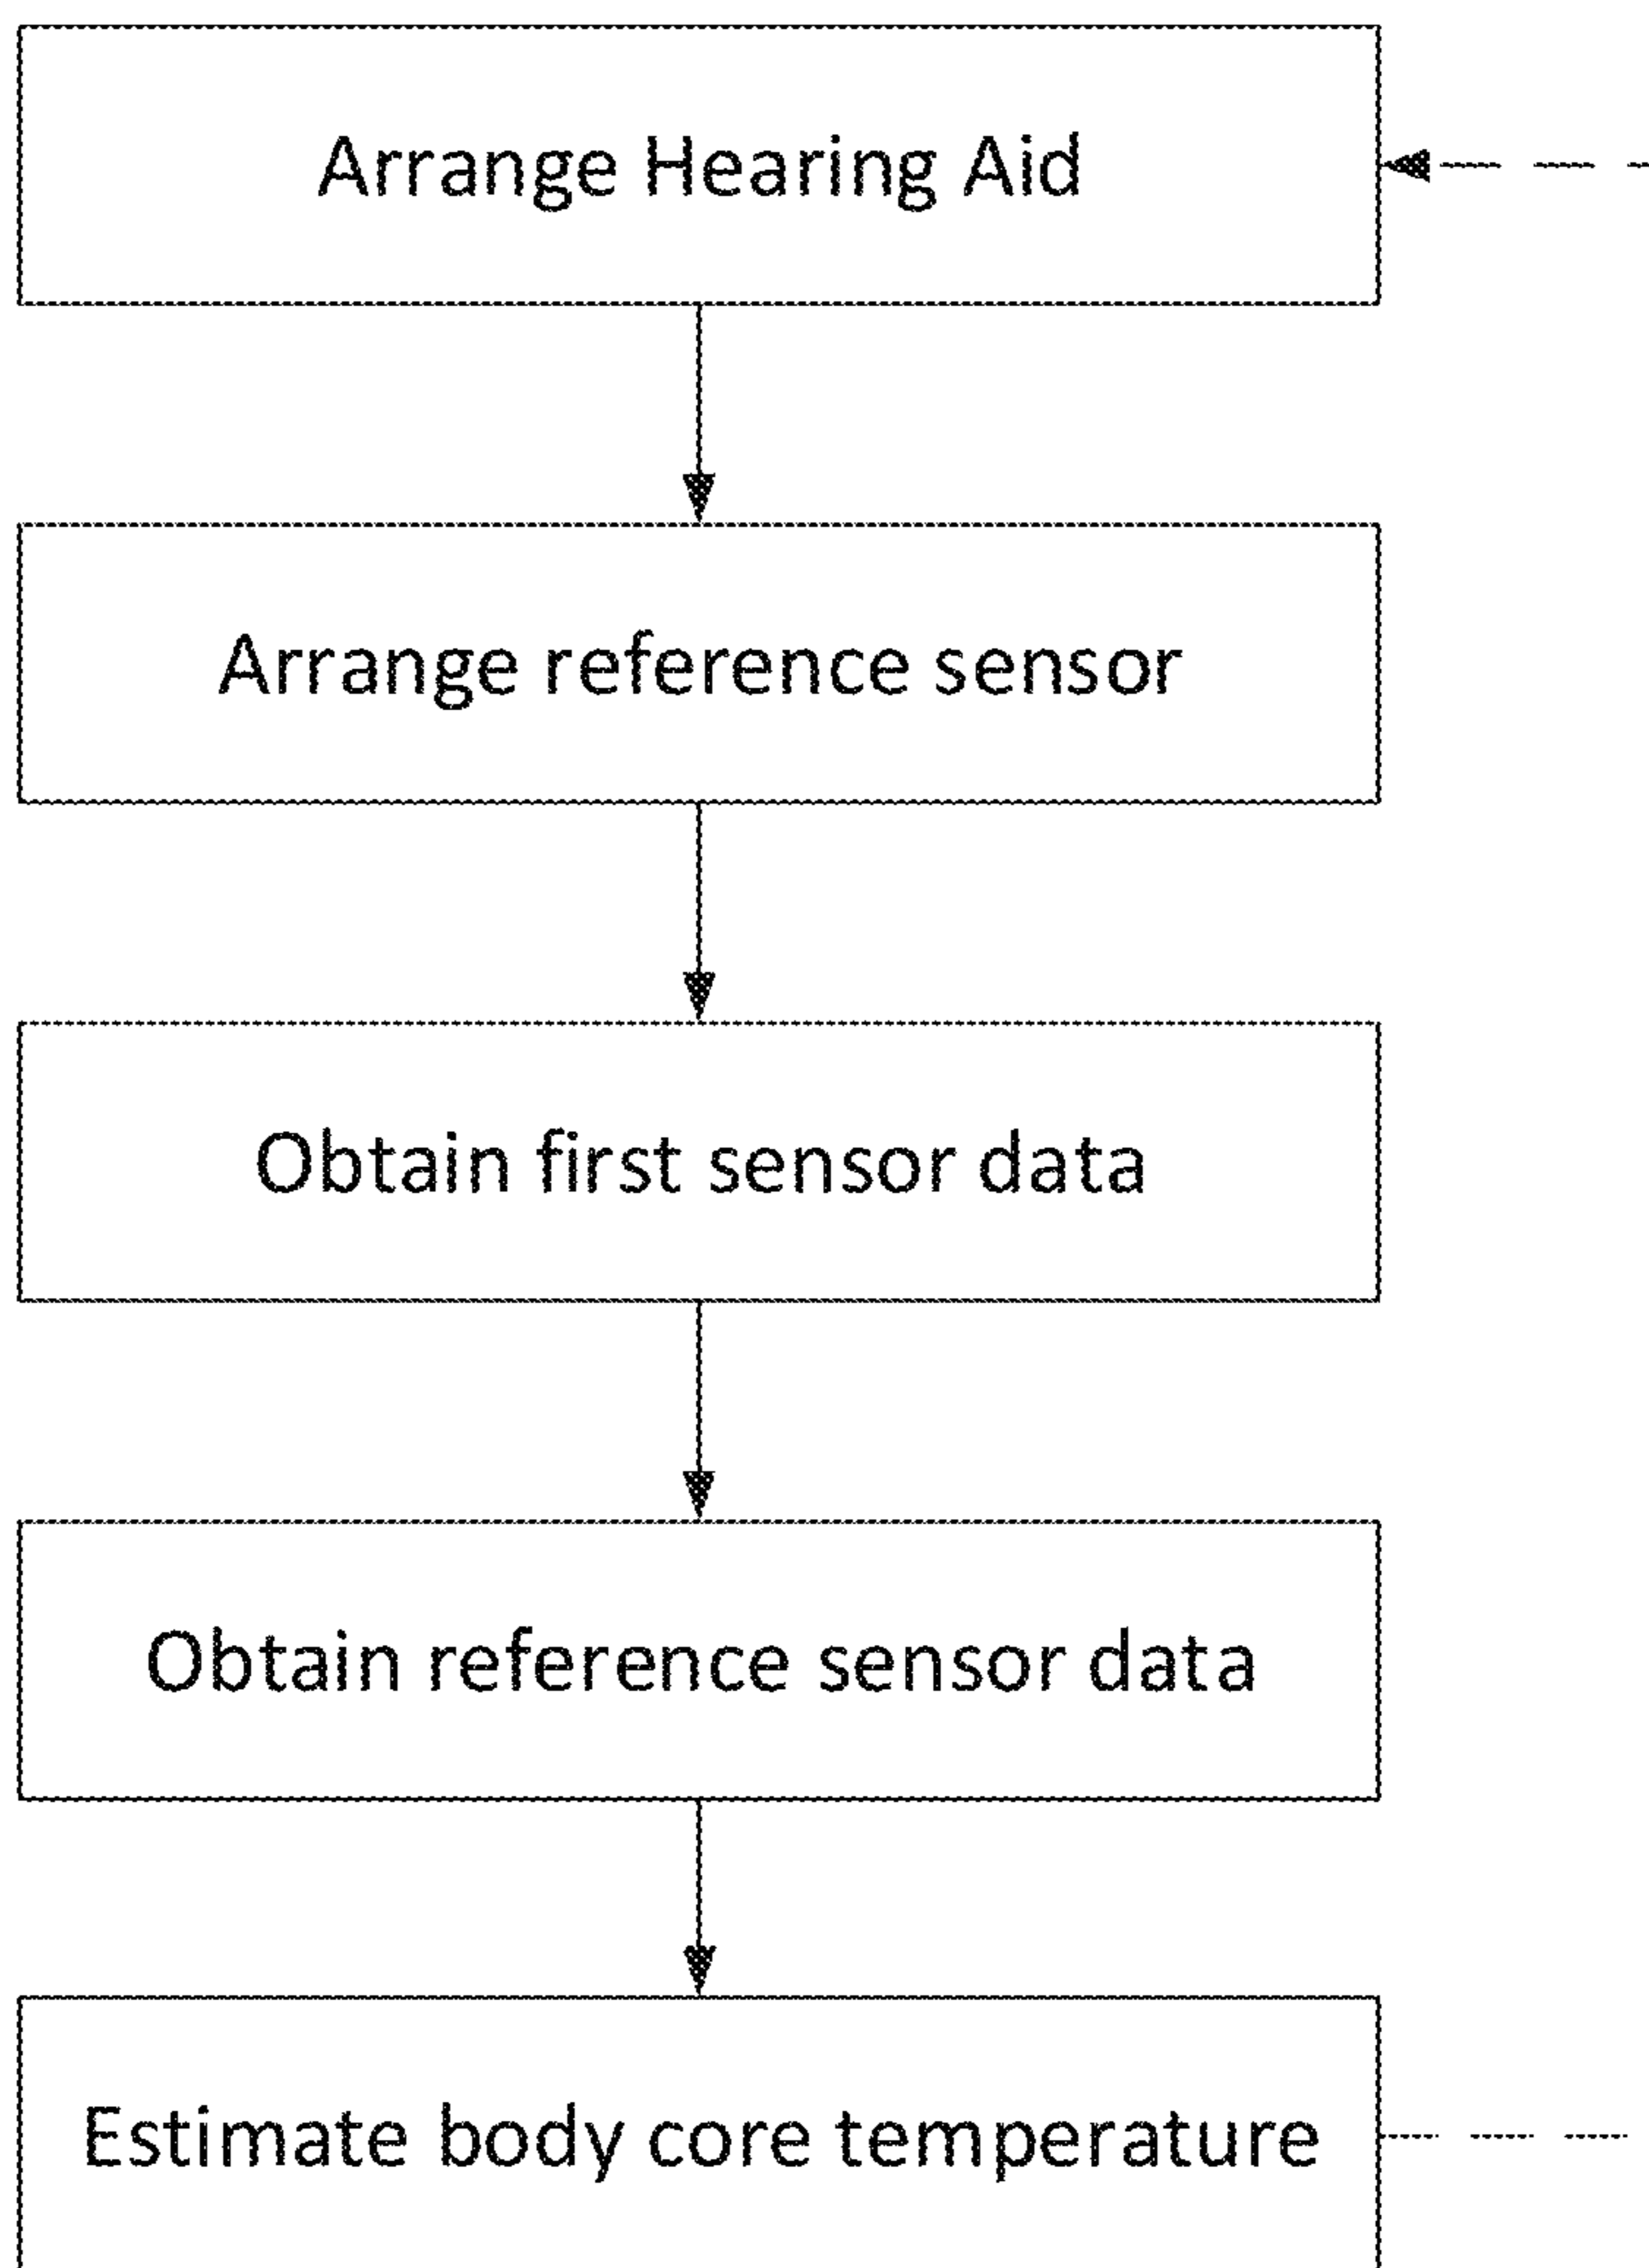 Arrange Hearing Aid
Arrange reference sensor
Obtain first sensor data
Obtain reference sensor data
Estimate body core temperature